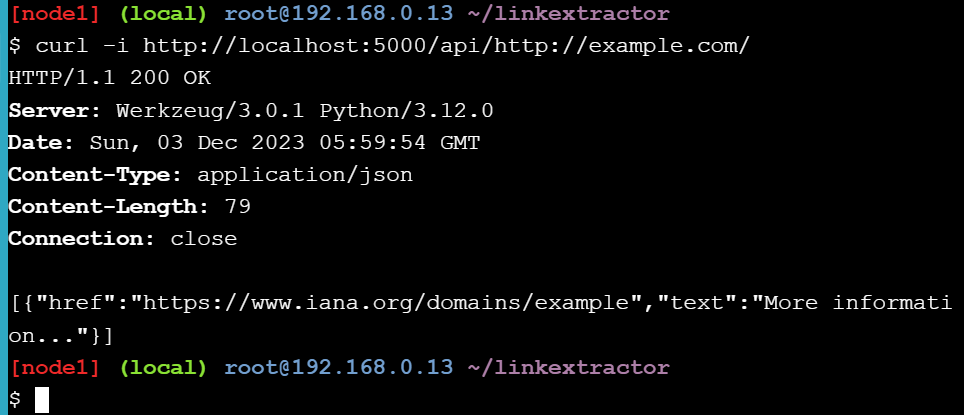 [node1] (local) root@192.168.0.13 ~/linkextractor
$ curl -i http://localhost:5000/api/http://example.com/
HTTP/1.1 200 OK
Server: Werkzeug/3.0.1 Python/3.12.0
Date: Sun, 03 Dec 2023 05:59:54 GMT
Content-Type: application/json
Content-Length: 79
Connection: close

[{"href":"https://www.iana.org/domains/example","text":"More informati
on..."}]
[node1] (local) root@192.168.0.13 ~/linkextractor
$